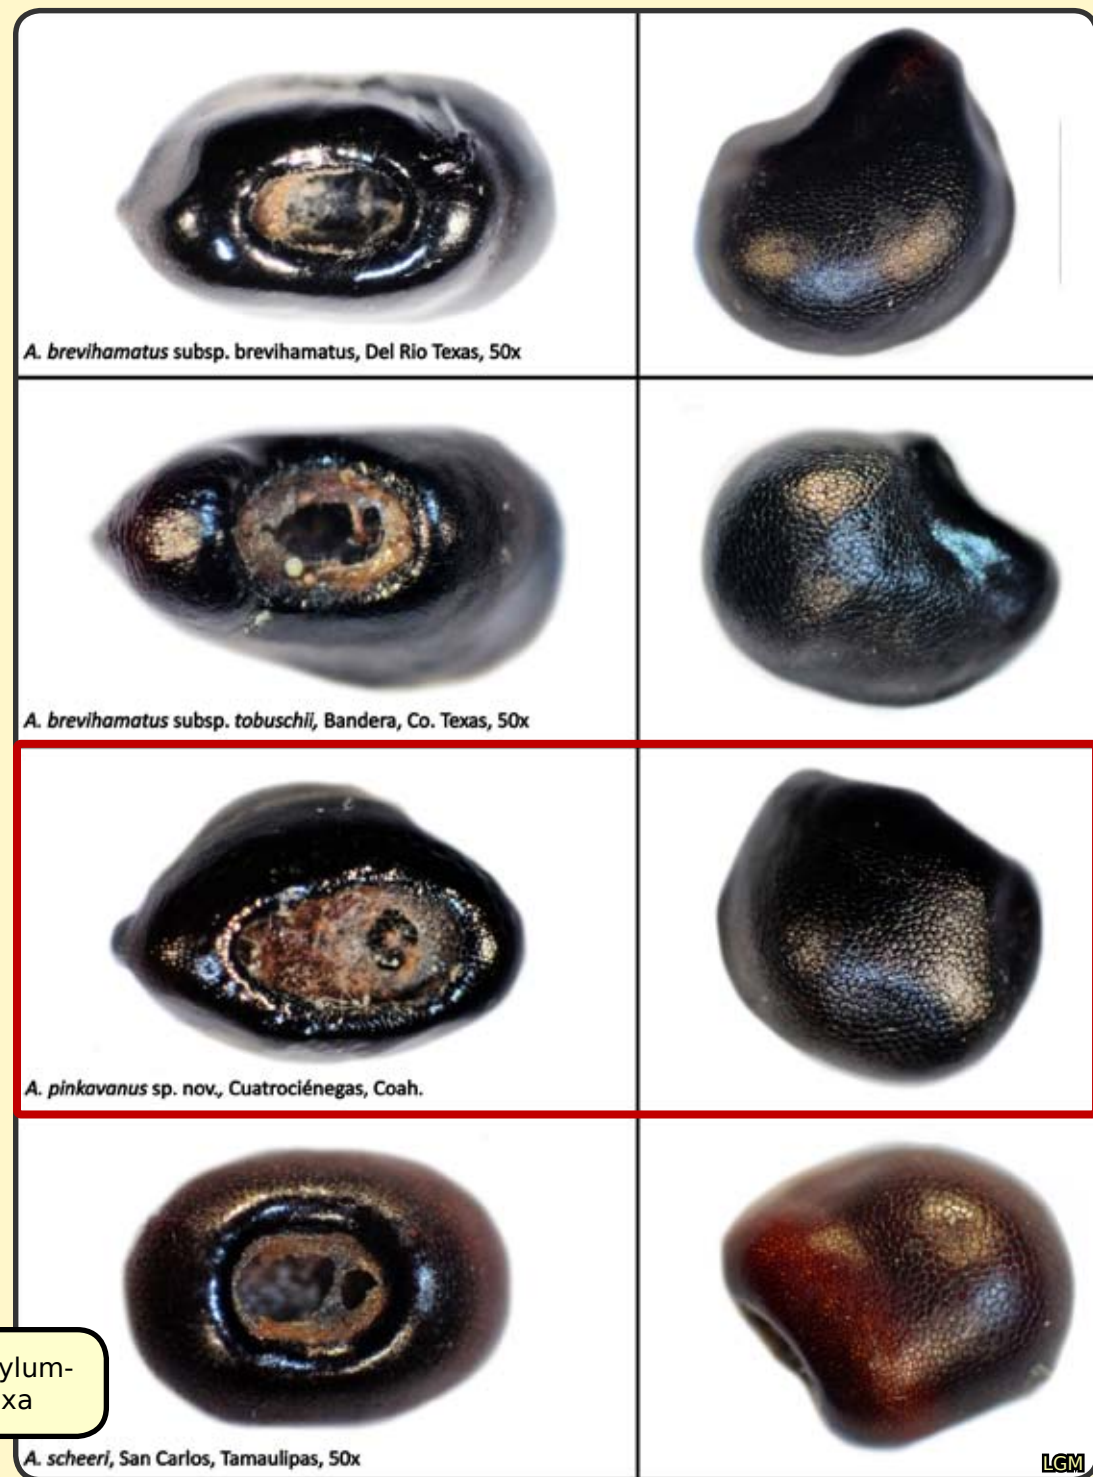 A. brevihamatus subsp. brevihamatus, Del Rio Texas, 50x
A. brevihamatus subsp. tobuschii, Bandera, Co. Texas, 50x
A. pinkavanus sp. nov., Cuatrociénegas, Coah.
ylum-
xa
A. scheeri, San Carlos, Tamaulipas, 50x
LGM